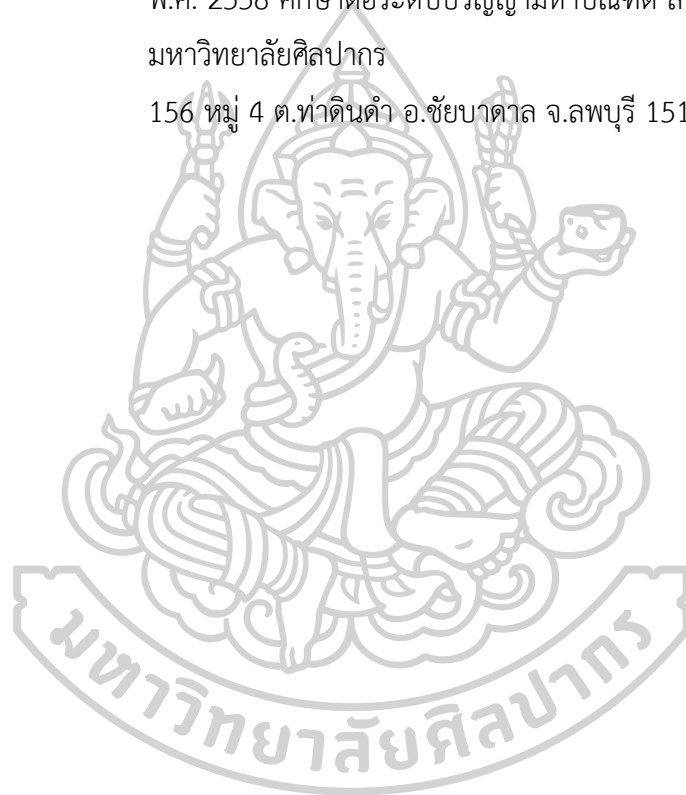 พ.ศ. 2558 ศึกษาต่อระดับปริญญามหาบัณฑิต
มหาวิทยาลัยศิลปากร
156 หมู่ 4 ต.ท่าดินดำ อ.ชัยบาดาล จ.ลพบุรี 151
มหาวิทยาลัยศิลปากร